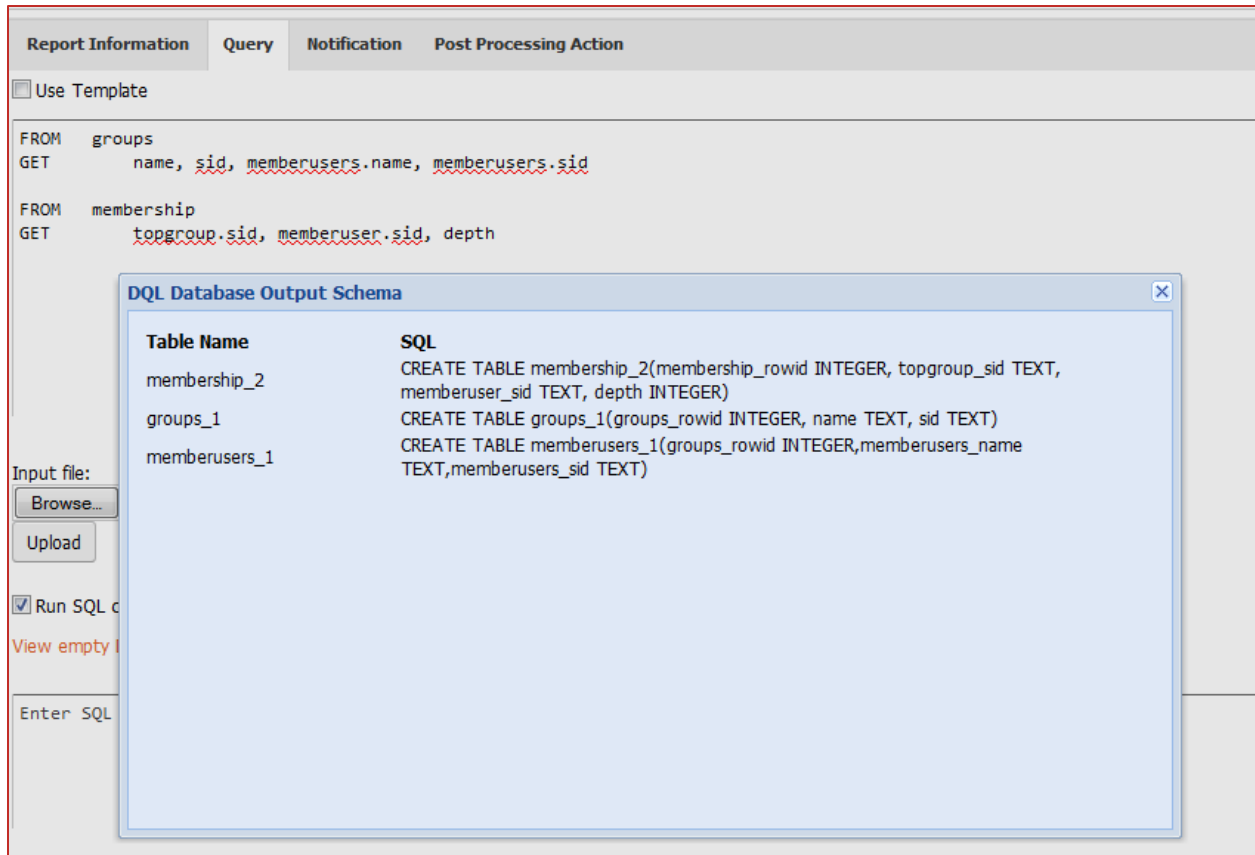 Report Information Query Notification Post Processing Action
Use Template
FROM groups
GET name, sid, memberusers.name, memberusers.sid
FROM membership
GET topgroup.sid, memberuser.sid, depth
DQL Database Output Schema
Table Name SQL
membership_2 CREATE TABLE membership_2(membership_rowid INTEGER, topgroup_sid TEXT,
memberuser_sid TEXT, depth INTEGER)
groups_1 CREATE TABLE groups_1(groups_rowid INTEGER, name TEXT, sid TEXT)
memberusers_1 CREATE TABLE memberusers_1(groups_rowid INTEGER,memberusers_name
TEXT,memberusers_sid TEXT)
Input file:
Browse...
Upload
Run SQL
View empty
Enter SQL